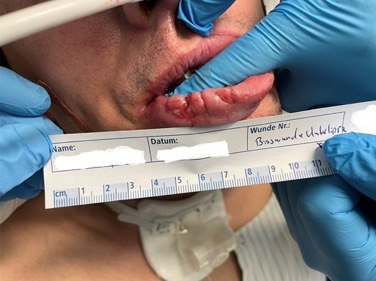 Name:
Datum:
Wunde Nr.:
Bisswunde Unterlippe
cm 1 2 3 4 5 6 7 8 9 10 11